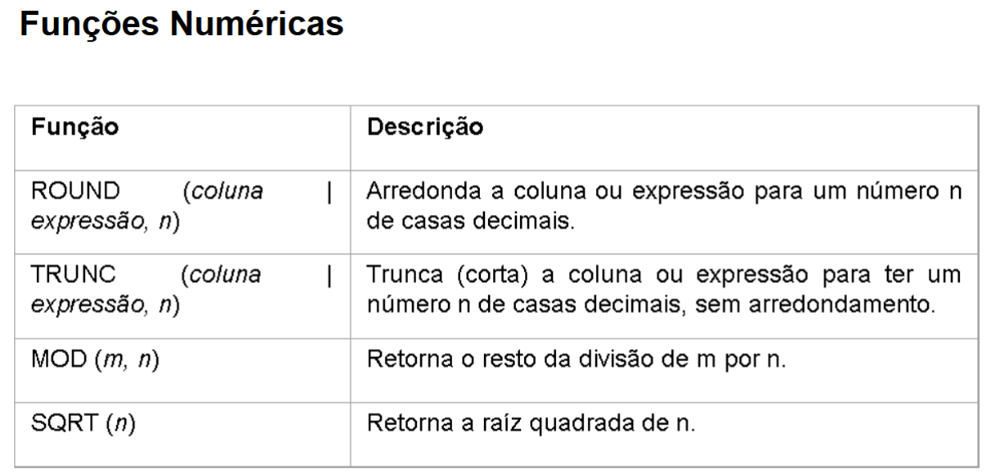 Funções Numéricas
Função
Descrição
ROUND (coluna |
expressão, n)
Arredonda a coluna ou expressão para um número n
de casas decimais.
TRUNC (coluna |
expressão, n)
Trunca (corta) a coluna ou expressão para ter um
número n de casas decimais, sem arredondamento.
MOD (m, n)
Retorna o resto da divisão de m por n.
SQRT (n)
Retorna a raíz quadrada de n.